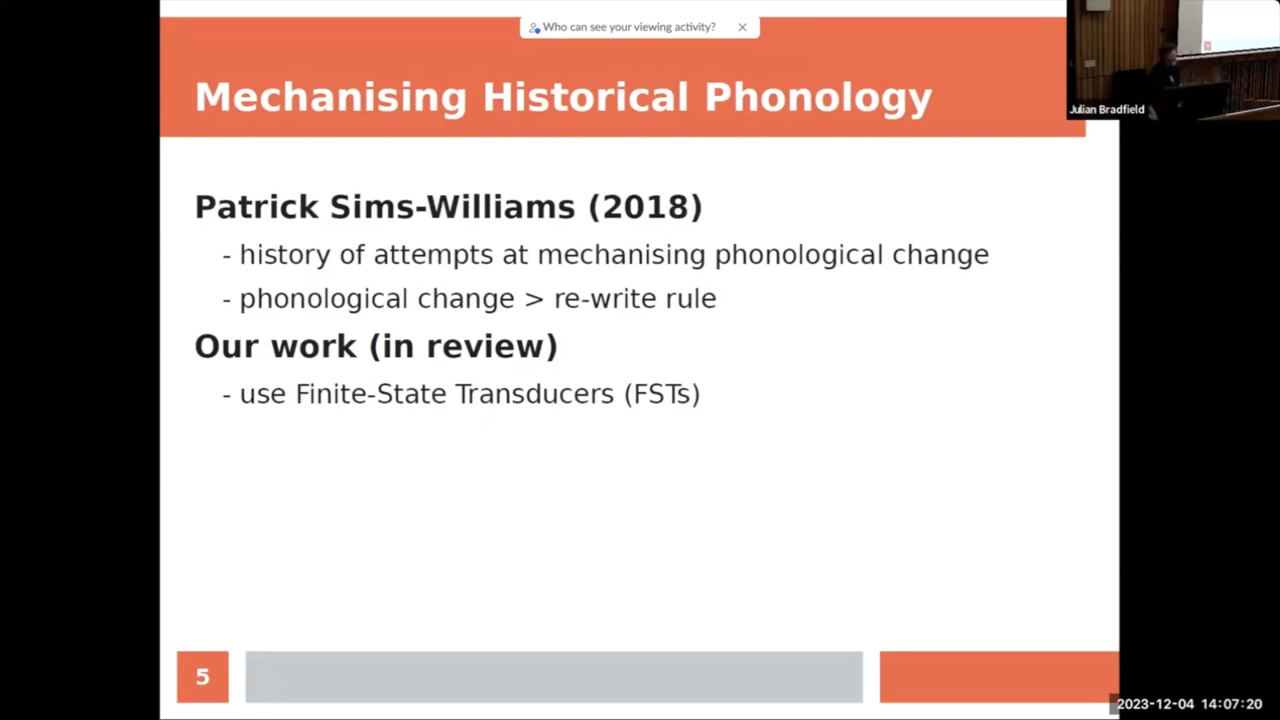 Who can see your viewing activity?
Mechanising Historical Phonology
Julian Bradfield
Patrick Sims-Williams (2018)
- history of attempts at mechanising phonological change
- phonological change > re-write rule
Our work (in review)
- use Finite-State Transducers (FSTs)
5
2023-12-04 14:07:20